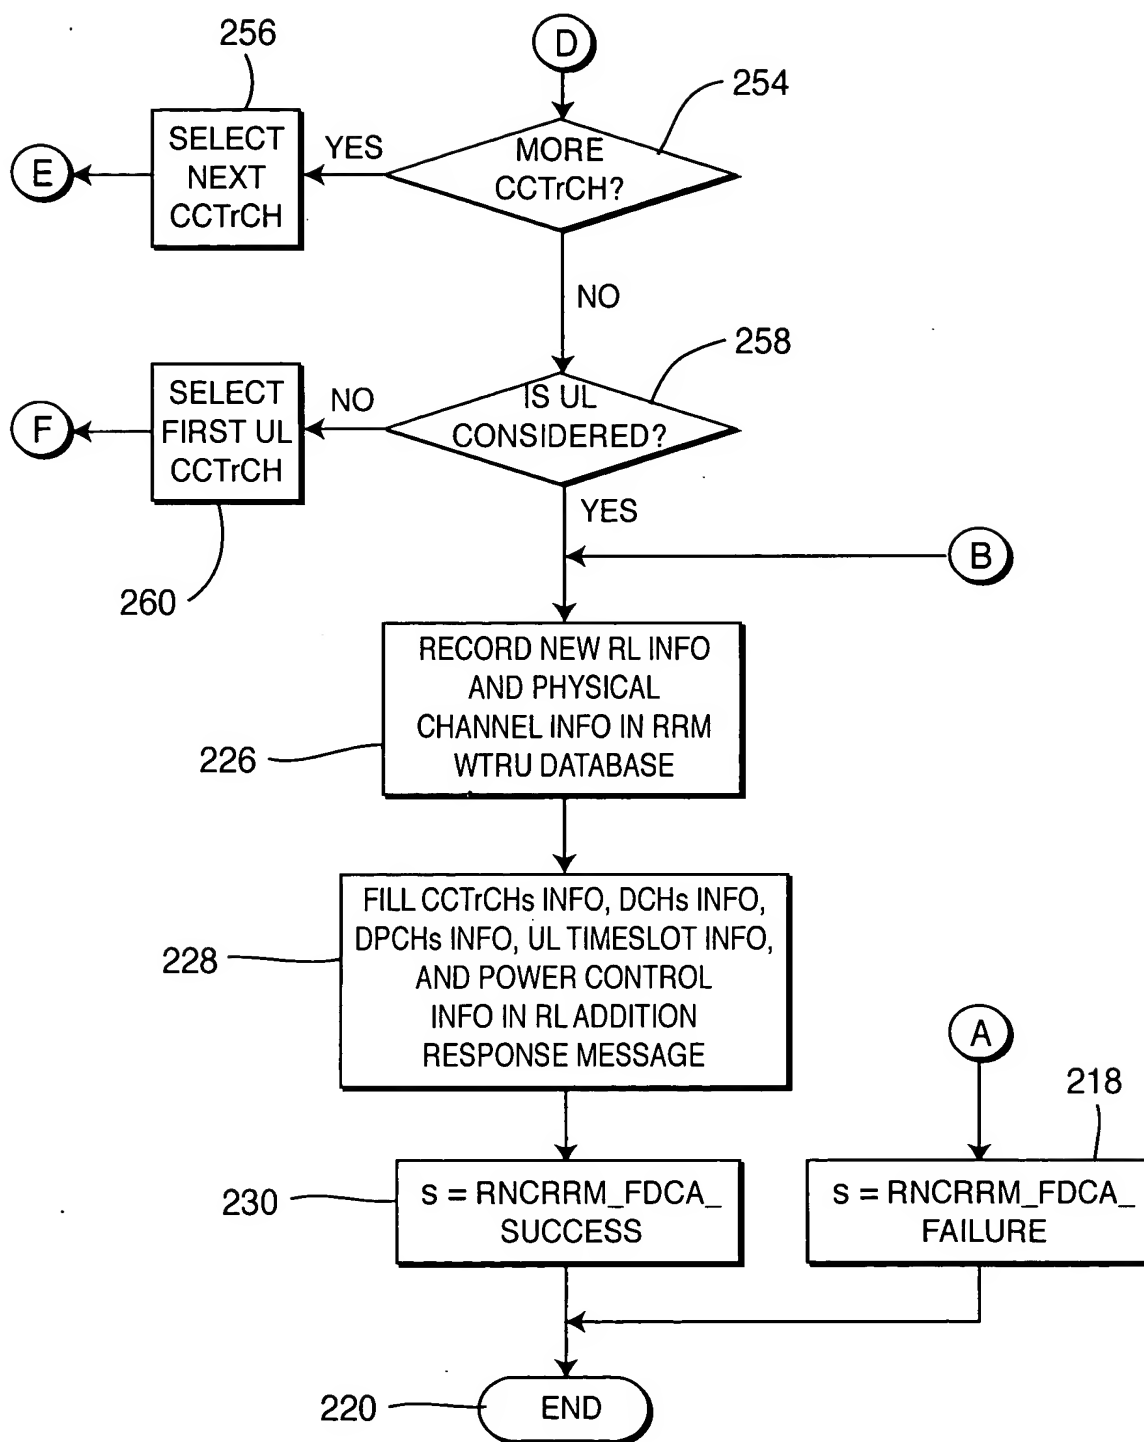 256
D
254
SELECT
NEXT
CCTrCH
YES
MORE
CCTrCH?
E
NO
258
SELECT
FIRST UL
CCTrCH
NO
IS UL
CONSIDERED?
F
YES
260
B
RECORD NEW RL INFO
AND PHYSICAL
CHANNEL INFO IN RRM
WTRU DATABASE
226
FILL CCTrCHs INFO, DCHs INFO,
DPCHs INFO, UL TIMESLOT INFO,
AND POWER CONTROL
INFO IN RL ADDITION
RESPONSE MESSAGE
228
A
218
s = RNCRRM_FDCA_
SUCCESS
230
s = RNCRRM_FDCA_
FAILURE
220
END